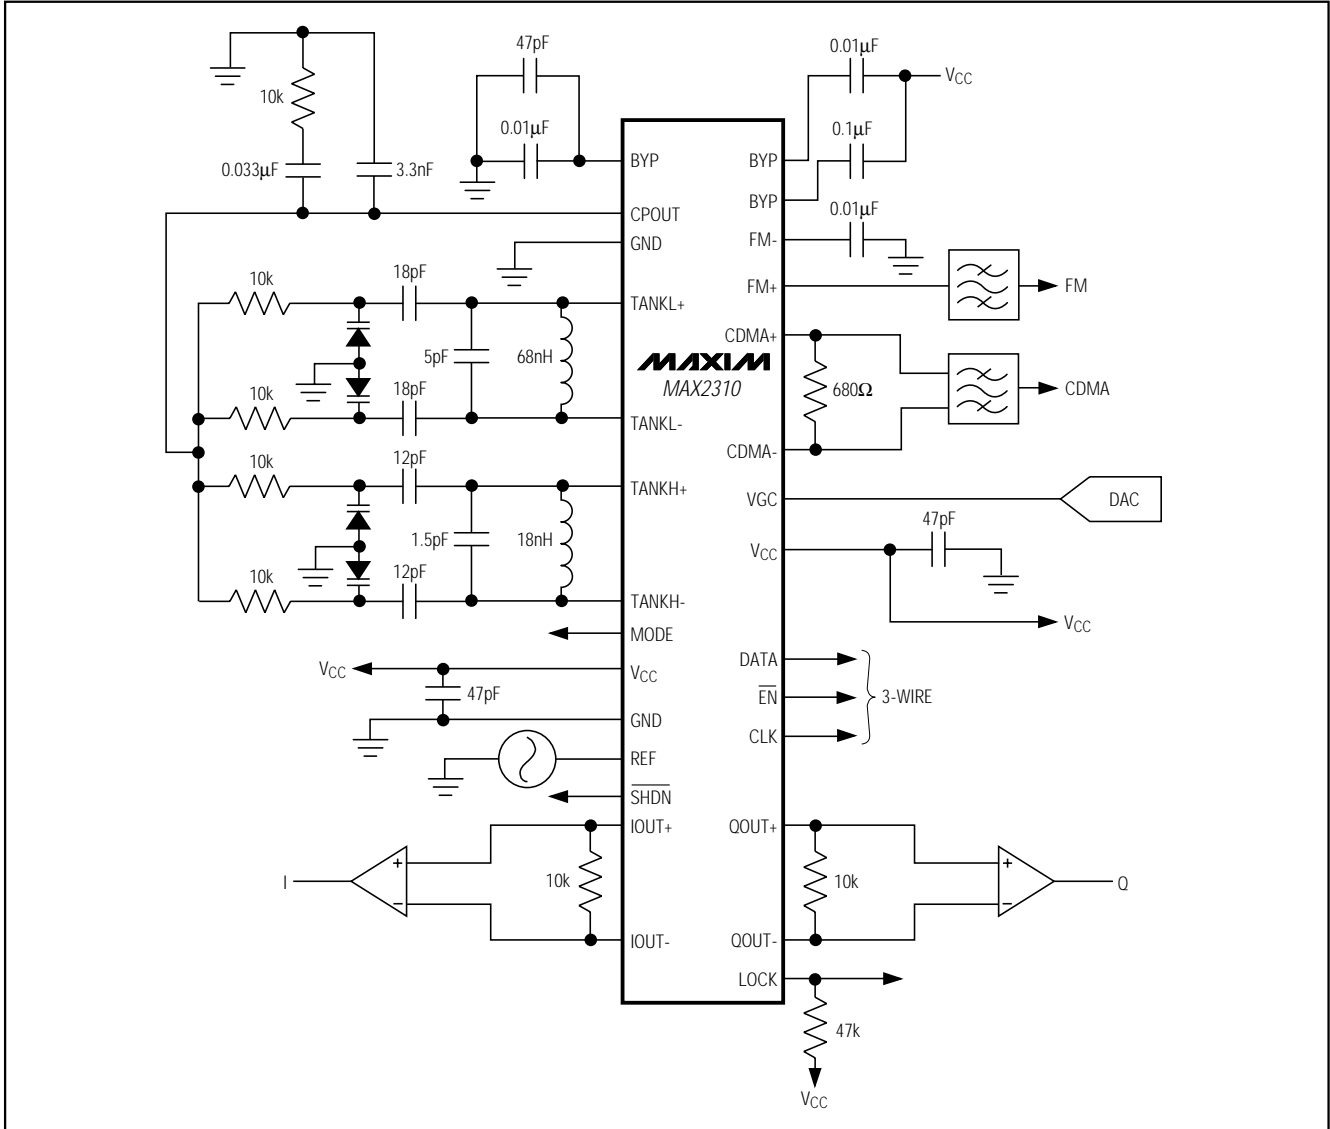 47pF
0.01μF
VCC
10k
0.01μF
0.1μF
0.033μF
3.3nF
BYP
BYP
CPOUT
BYP
0.01μF
GND
FM-
10k
18pF
FM+
FM
TANKL+
CDMA+
5pF
68nH
MAXIM
MAX2310
680Ω
CDMA
10k
18pF
TANKL-
CDMA-
10k
12pF
TANKH+
VGC
DAC
47pF
1.5pF
18nH
VCC
10k
12pF
TANKH-
VCC
MODE
DATA
VCC
VCC
47pF
EN
3-WIRE
GND
CLK
REF
SHDN
IOUT+
QOUT+
+
+
I
10k
10k
Q
−
−
IOUT-
QOUT-
LOCK
47k
VCC